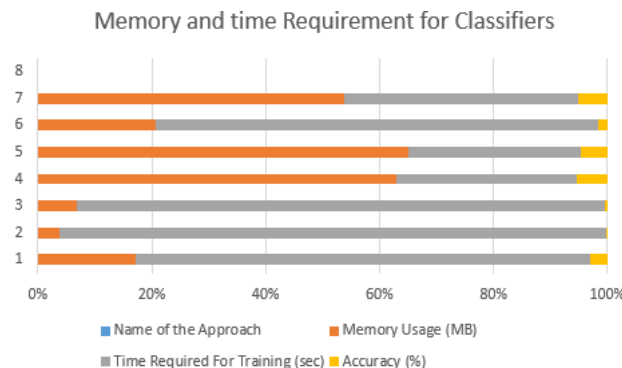 Memory and time Requirement for Classifiers
8
7
6
5
4
3
2
1
0% 20% 40% 60% 80% 100%
Name of the Approach Memory Usage (MB)
Time Required For Training (sec) Accuracy (%)